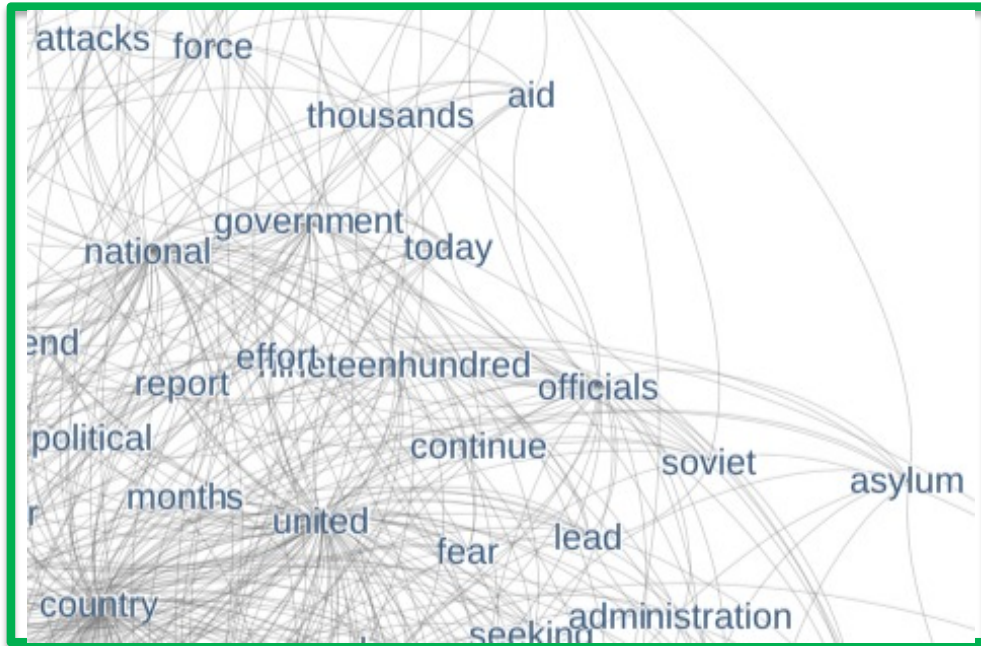 attacks
force
aid
thousands
government
national
today
end
effort
nineteenhundred
report
officials
political
continue
soviet
asylum
months
united
lead
fear
country
administration
seeking